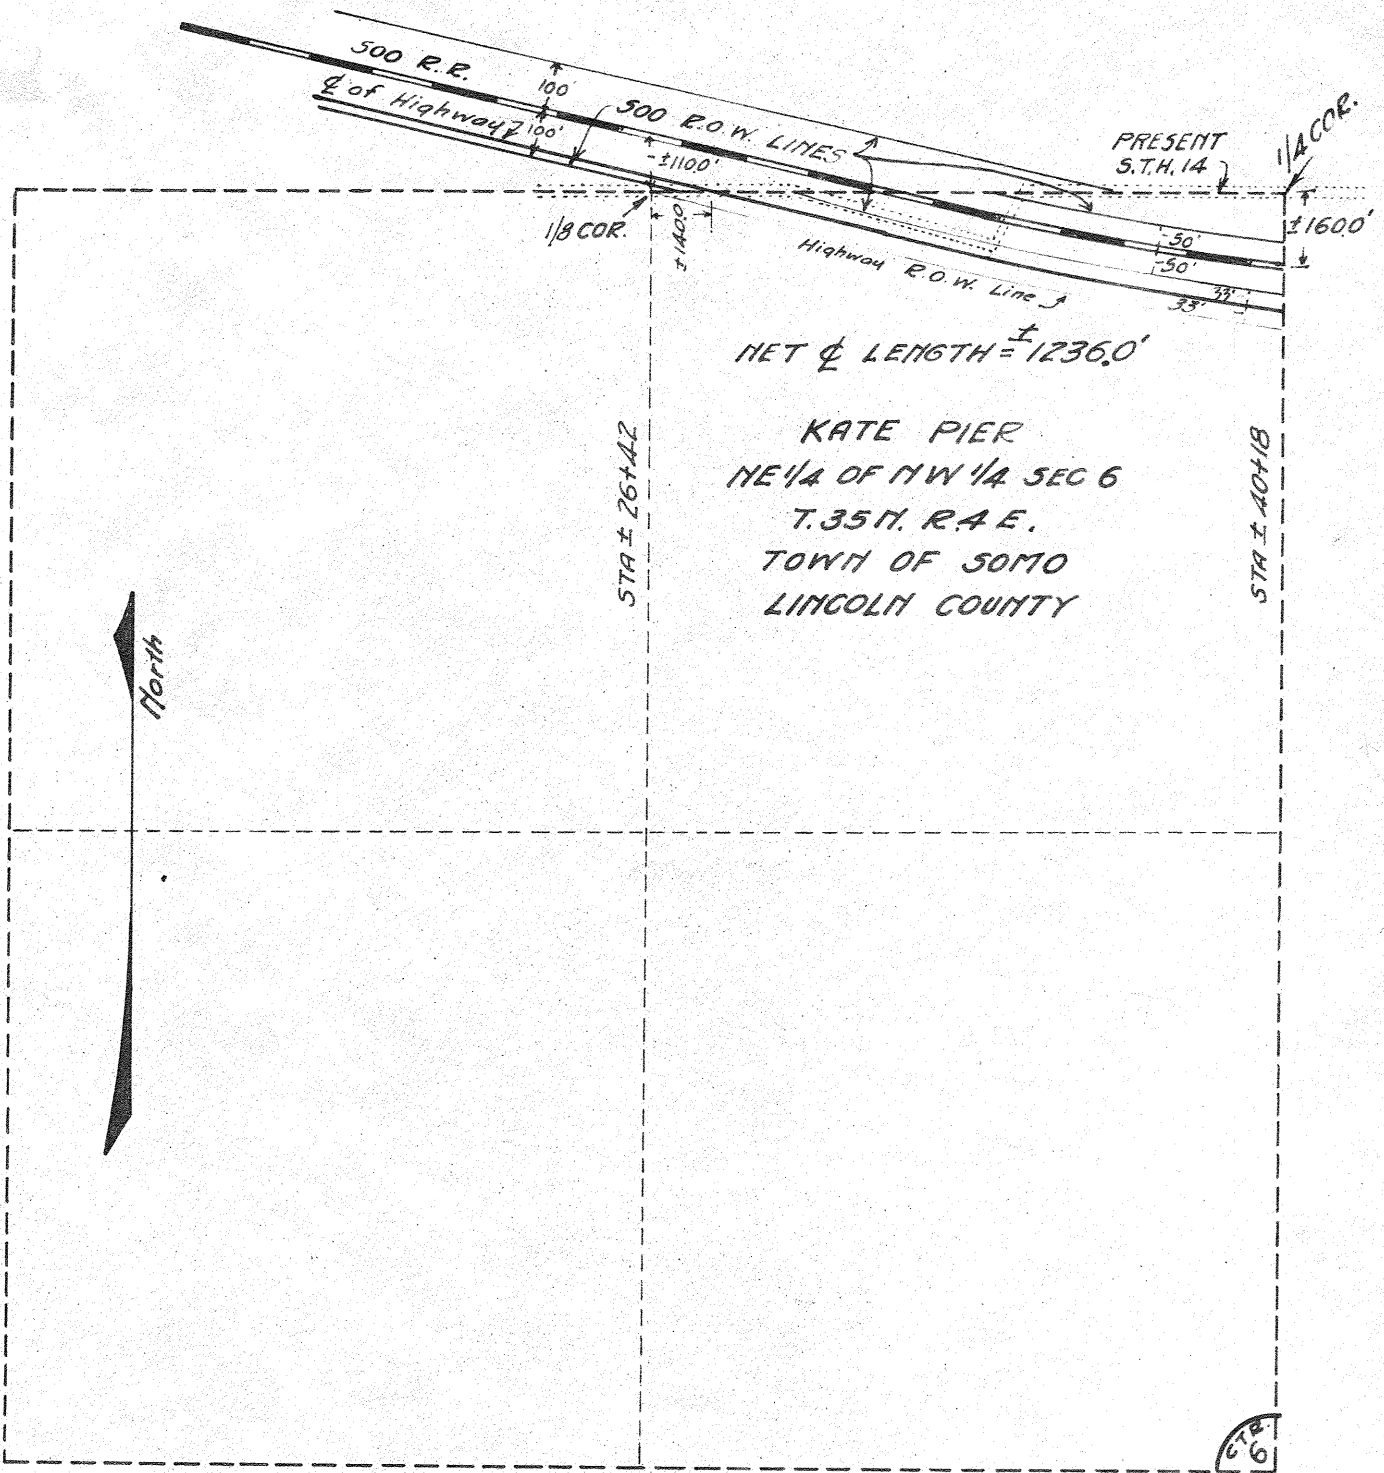 SOO R.R.
℄ of Highway
100'
100'
SOO R.O.W. LINES
±110.0'
PRESENT
S.T.H. 14
1/4 COR.
1/8 COR.
±140.0'
±160.0'
50'
50'
33'
33'
Highway R.O.W. Line
NET ℄ LENGTH = ±1236.0'
KATE PIER
NE 1/4 OF NW 1/4 SEC 6
T.35 N. R.4 E.
TOWN OF SOMO
LINCOLN COUNTY
STA ± 26+42
STA ± 40+18
North
CTR.
6